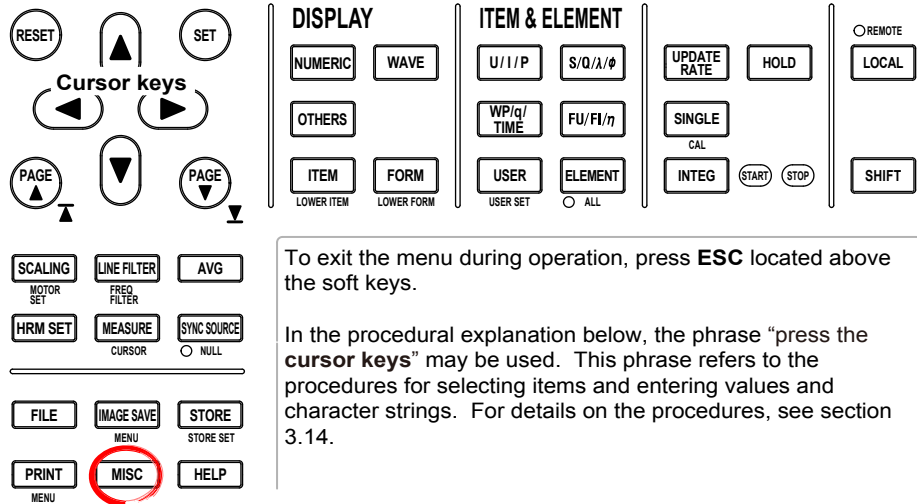 RESET
SET
Cursor keys
PAGE
PAGE
DISPLAY
NUMERIC WAVE
OTHERS
ITEM FORM
LOWER ITEM LOWER FORM
ITEM & ELEMENT
U / I / P S/Q/λ/ϕ
WP/q/
TIME
FU/FI/η
USER ELEMENT
USER SET ALL
UPDATE
RATE
HOLD
SINGLE
CAL
INTEG START STOP
REMOTE
LOCAL
SHIFT
SCALING LINE FILTER AVG
MOTOR
SET
FREQ
FILTER
HRM SET MEASURE SYNC SOURCE
CURSOR NULL
FILE IMAGE SAVE STORE
MENU STORE SET
PRINT MISC HELP
MENU
To exit the menu during operation, press ESC located above
the soft keys.
In the procedural explanation below, the phrase “press the
cursor keys” may be used. This phrase refers to the
procedures for selecting items and entering values and
character strings. For details on the procedures, see section
3.14.